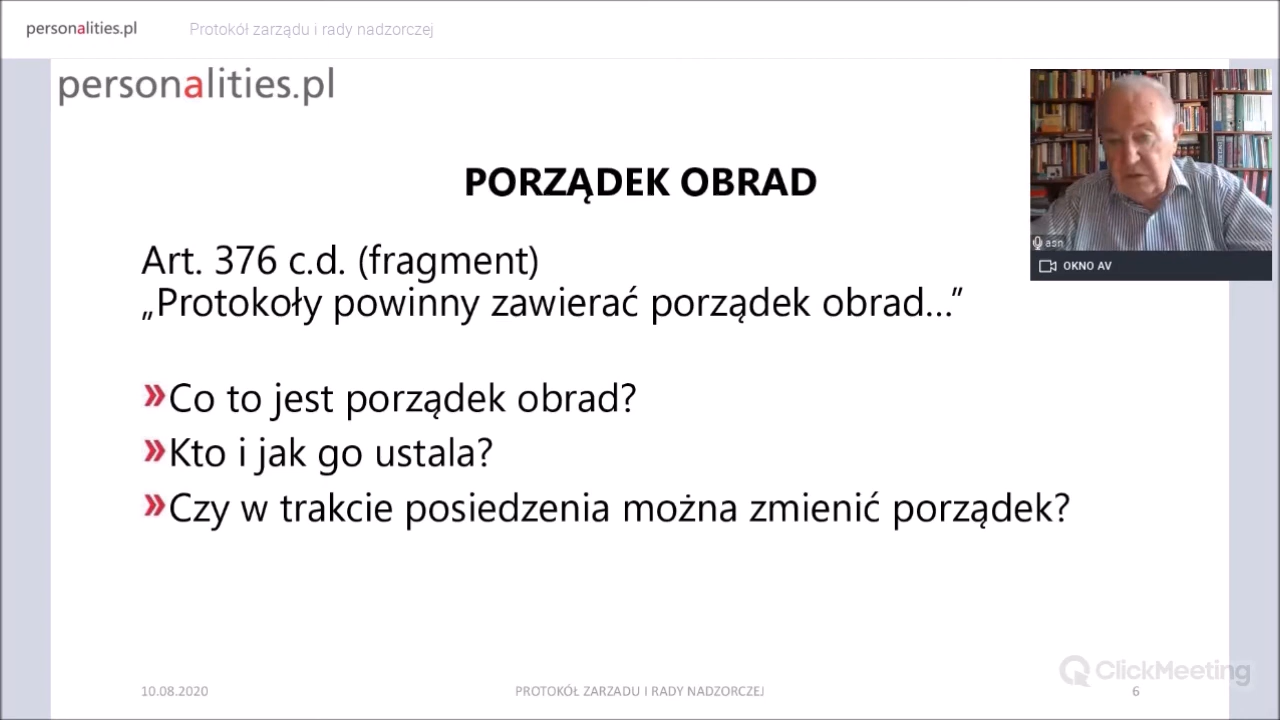 personalities.pl
Protokół zarządu i rady nadzorczej
personalities.pl
PORZĄDEK OBRAD
Art. 376 c.d. (fragment)
„Protokoły powinny zawierać porządek obrad…”
»Co to jest porządek obrad?
»Kto i jak go ustala?
»Czy w trakcie posiedzenia można zmienić porządek?
asn
OKNO AV
ClickMeeting
10.08.2020
PROTOKÓŁ ZARZADU I RADY NADZORCZEJ
6